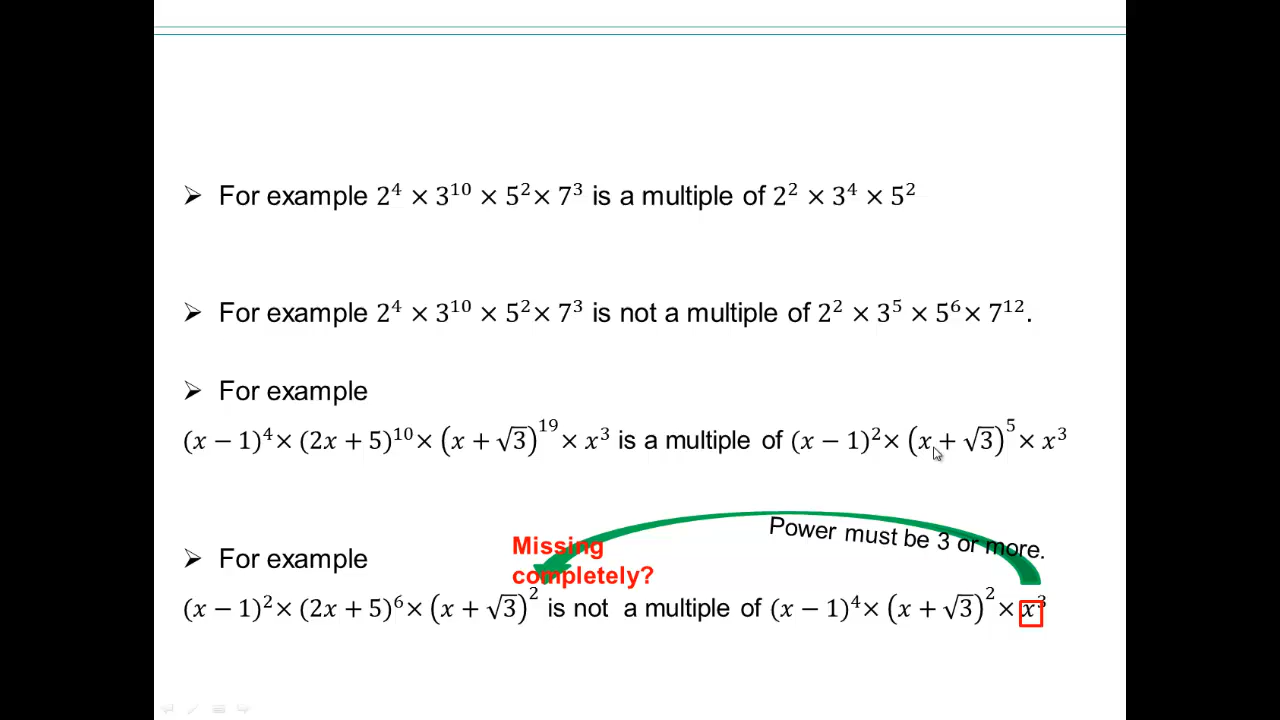 ➢ For example 2⁴ × 3¹⁰ × 5² × 7³ is a multiple of 2² × 3⁴ × 5²
➢ For example 2⁴ × 3¹⁰ × 5² × 7³ is not a multiple of 2² × 3⁵ × 5⁶ × 7¹².
➢ For example
(x − 1)⁴ × (2x + 5)¹⁰ × (x + √3)¹⁹ × x³ is a multiple of (x − 1)² × (x + √3)⁵ × x³
Power must be 3 or more.
Missing
completely?
➢ For example
(x − 1)² × (2x + 5)⁶ × (x + √3)² is not a multiple of (x − 1)⁴ × (x + √3)² × x³